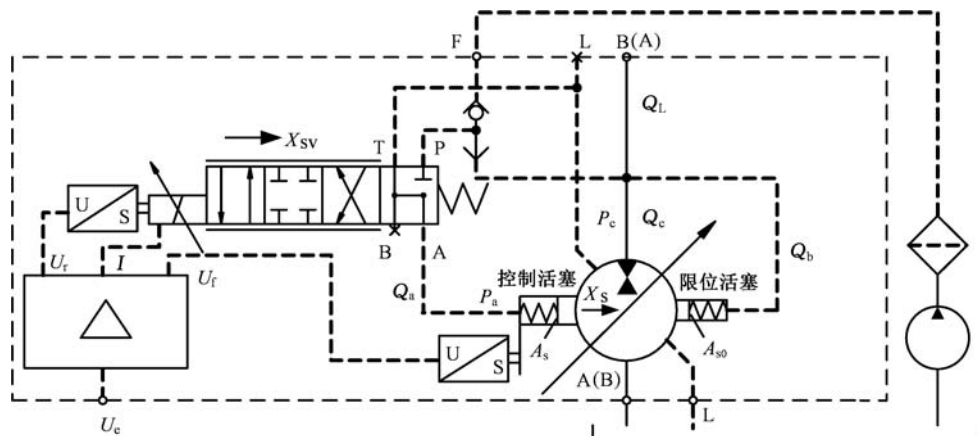 F
L
B(A)
X_SV
Q_L
T
P
U
S
P_c
Q_c
B
A
Q_b
U_r
I
U_f
控制活塞
限位活塞
Q_a
P_a
X_S
U
S
A_s
A_s0
A(B)
L
U_e